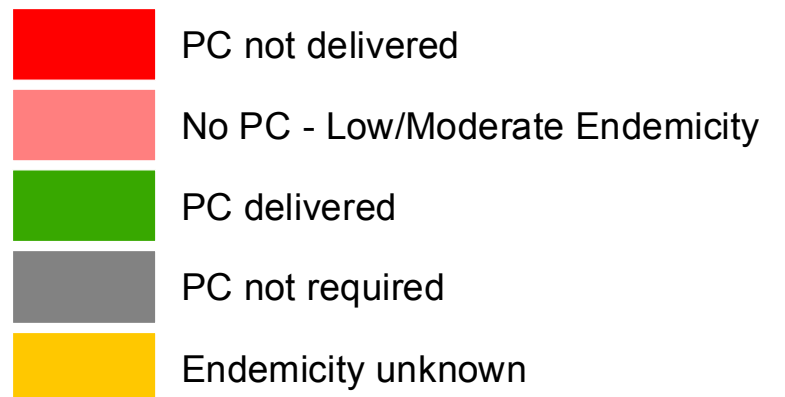 PC not delivered
No PC - Low/Moderate Endemicity
PC delivered
PC not required
Endemicity unknown